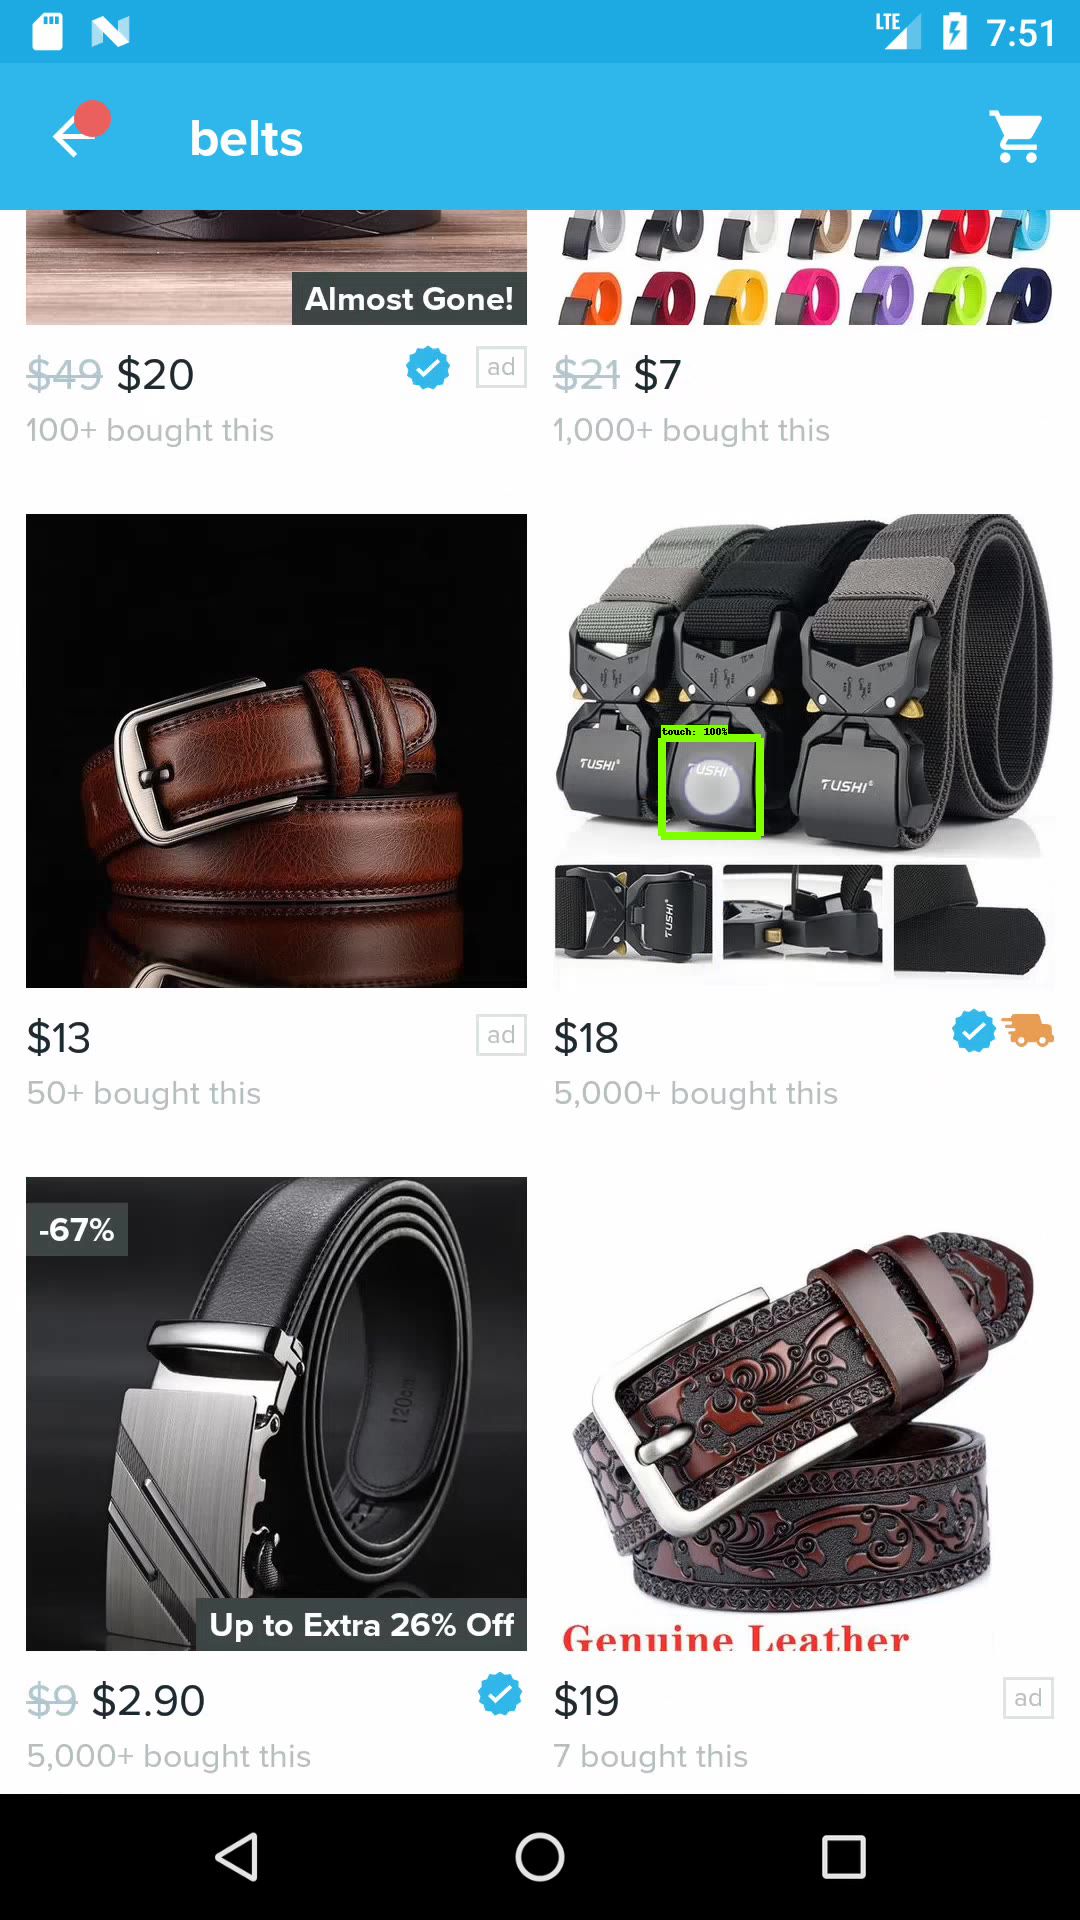 LTE 7:51
belts
Almost Gone!
$49 $20 ad
$21 $7
100+ bought this
1,000+ bought this
TUSHI
touch: 100%
TUSHI
TUSHI
TUSHI
$13 ad
$18
50+ bought this
5,000+ bought this
-67%
120cm
Up to Extra 26% Off
Genuine Leather
$9 $2.90
$19 ad
5,000+ bought this
7 bought this